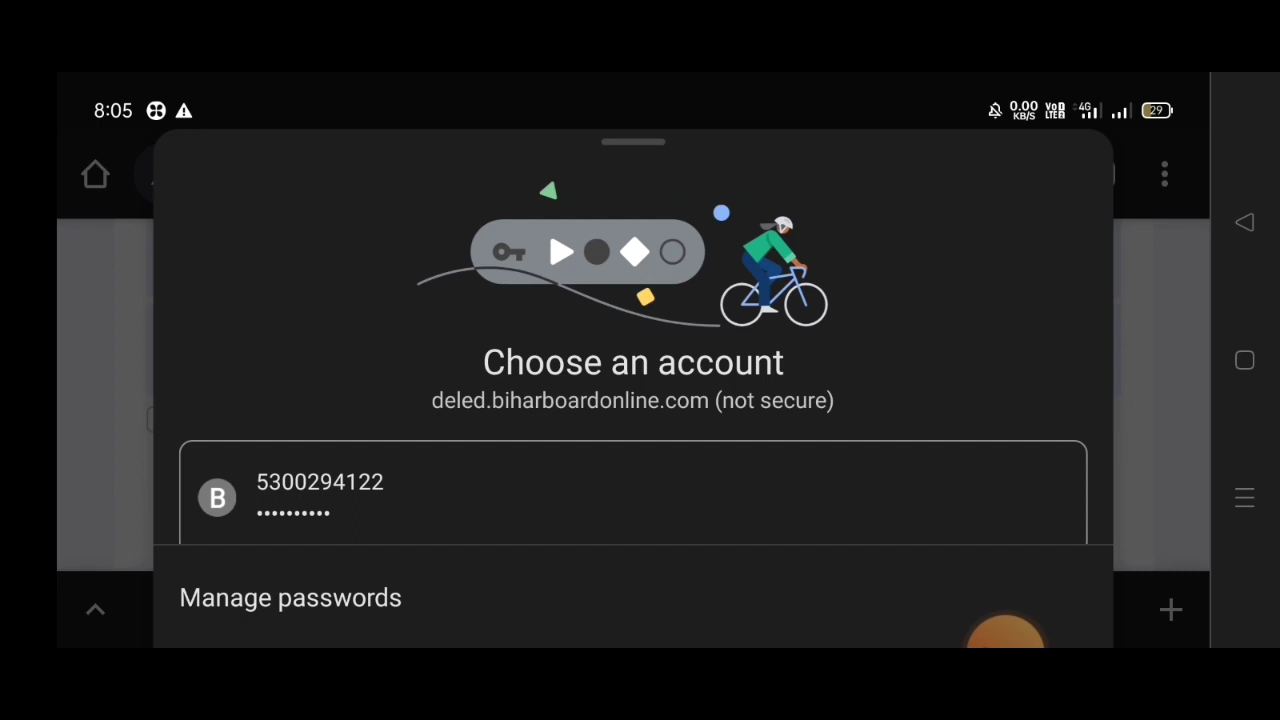 8:05 0.00 KB/S VoD LTE2 4G 29
Choose an account
deled.biharboardonline.com (not secure)
B 5300294122
••••••••••
Manage passwords